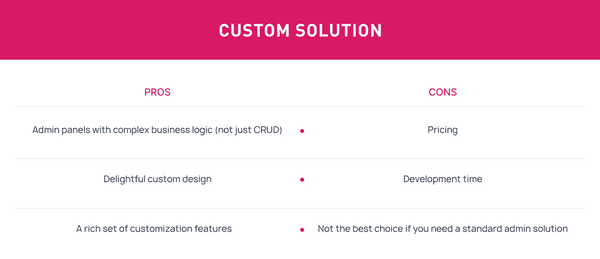 CUSTOM SOLUTION
PROS
CONS
Admin panels with complex business logic (not just CRUD)
Pricing
Delightful custom design
Development time
A rich set of customization features
Not the best choice if you need a standard admin solution